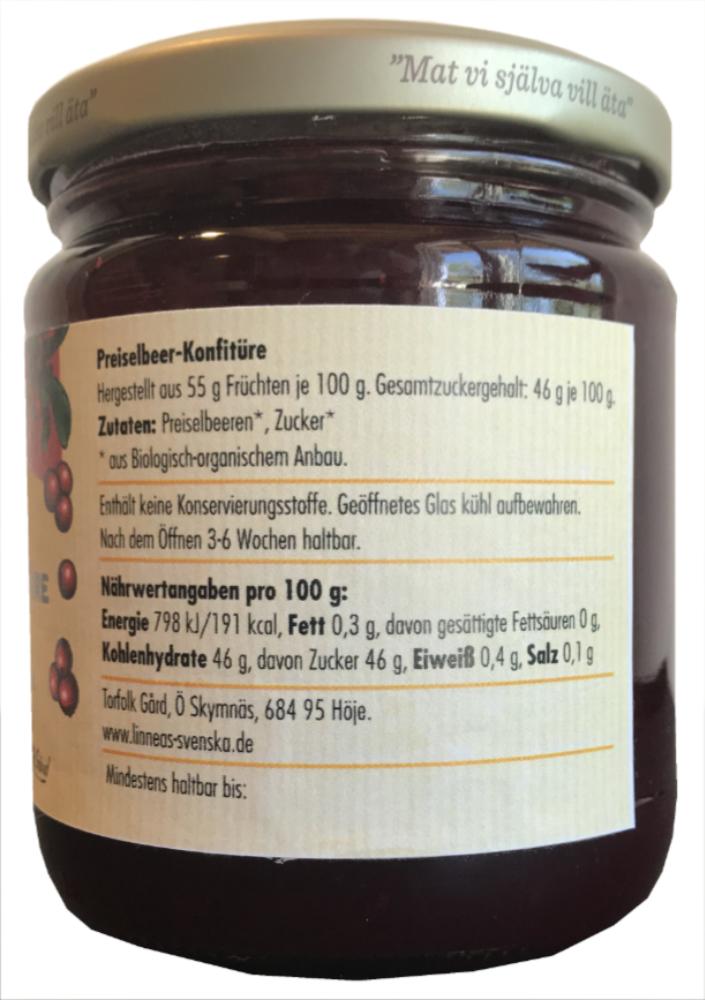 "Mat vi själva vill äta"
vill äta"
Preiselbeer-Konfitüre
Hergestellt aus 55 g Früchten je 100 g. Gesamtzuckergehalt: 46 g je 100 g.
Zutaten: Preiselbeeren*, Zucker*
* aus Biologisch-organischem Anbau.
Enthält keine Konservierungsstoffe. Geöffnetes Glas kühl aufbewahren.
Nach dem Öffnen 3-6 Wochen haltbar.
Nährwertangaben pro 100 g:
Energie 798 kJ/191 kcal, Fett 0,3 g, davon gesättigte Fettsäuren 0 g,
Kohlenhydrate 46 g, davon Zucker 46 g, Eiweiß 0,4 g, Salz 0,1 g
Torfolk Gård, Ö Skymnäs, 684 95 Höje.
www.linneas-svenska.de
Mindestens haltbar bis: